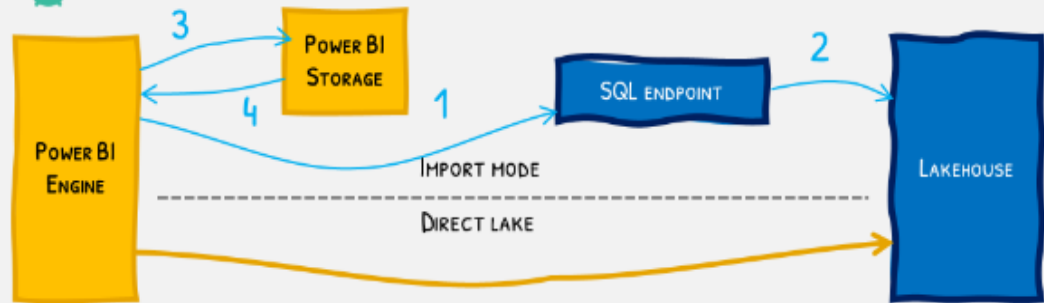 3
Power BI
Storage
4
1
2
SQL endpoint
Power BI
Engine
Import mode
Lakehouse
Direct lake